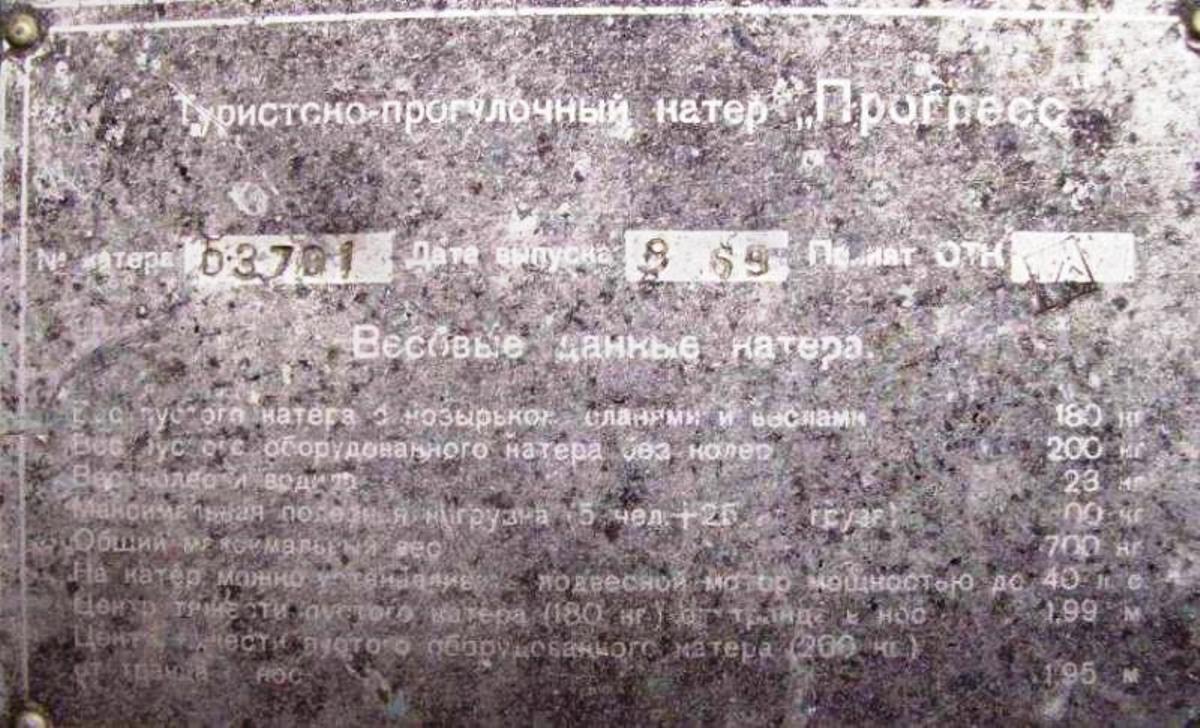 Туристско-прогулочный катер „Прогресс
№ катера 03701 Дата выпуска 8 69 ОТК
Весовые данные катера.
Вес пустого катера с козырьком сланями и веслами 180 кг
Вес пустого оборудованного катера без колес 200 кг
Вес колес и водила 23 кг
Максимальная полезная нагрузка (5 чел.+25
Общий максимальный вес 700 кг
На катер можно устанавливать подвесной мотор мощностью до 40 л с
Центр тяжести пустого катера (180 кг.) от транца в нос 1,99 м
Центр тяжести пустого оборудованного катера (200 кг.)
от транца нос 1,95 м